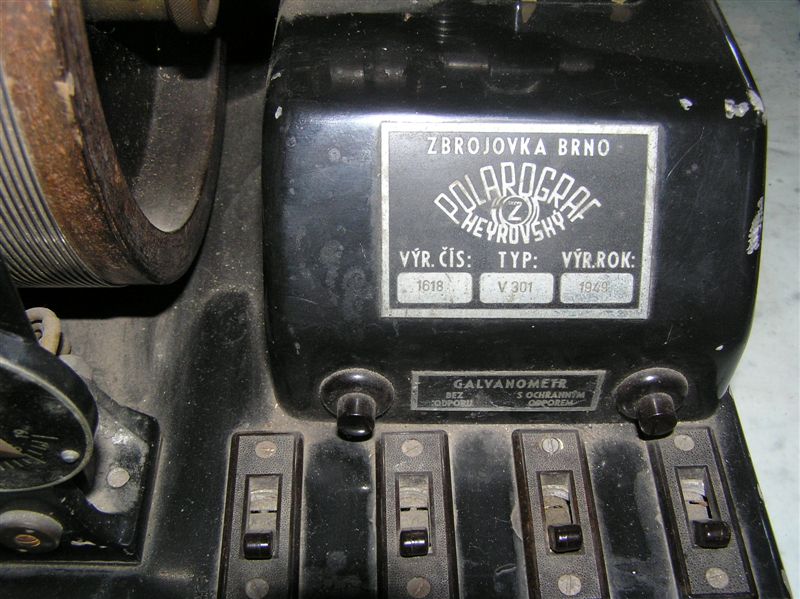 ZBROJOVKA BRNO
POLAROGRAF
Z
HEYROVSKÝ
VÝR. ČÍS: TYP: VÝR. ROK:
1618 V 301 1949
GALVANOMETR
BEZ S OCHRANNÝM
ODPORU ODPOREM